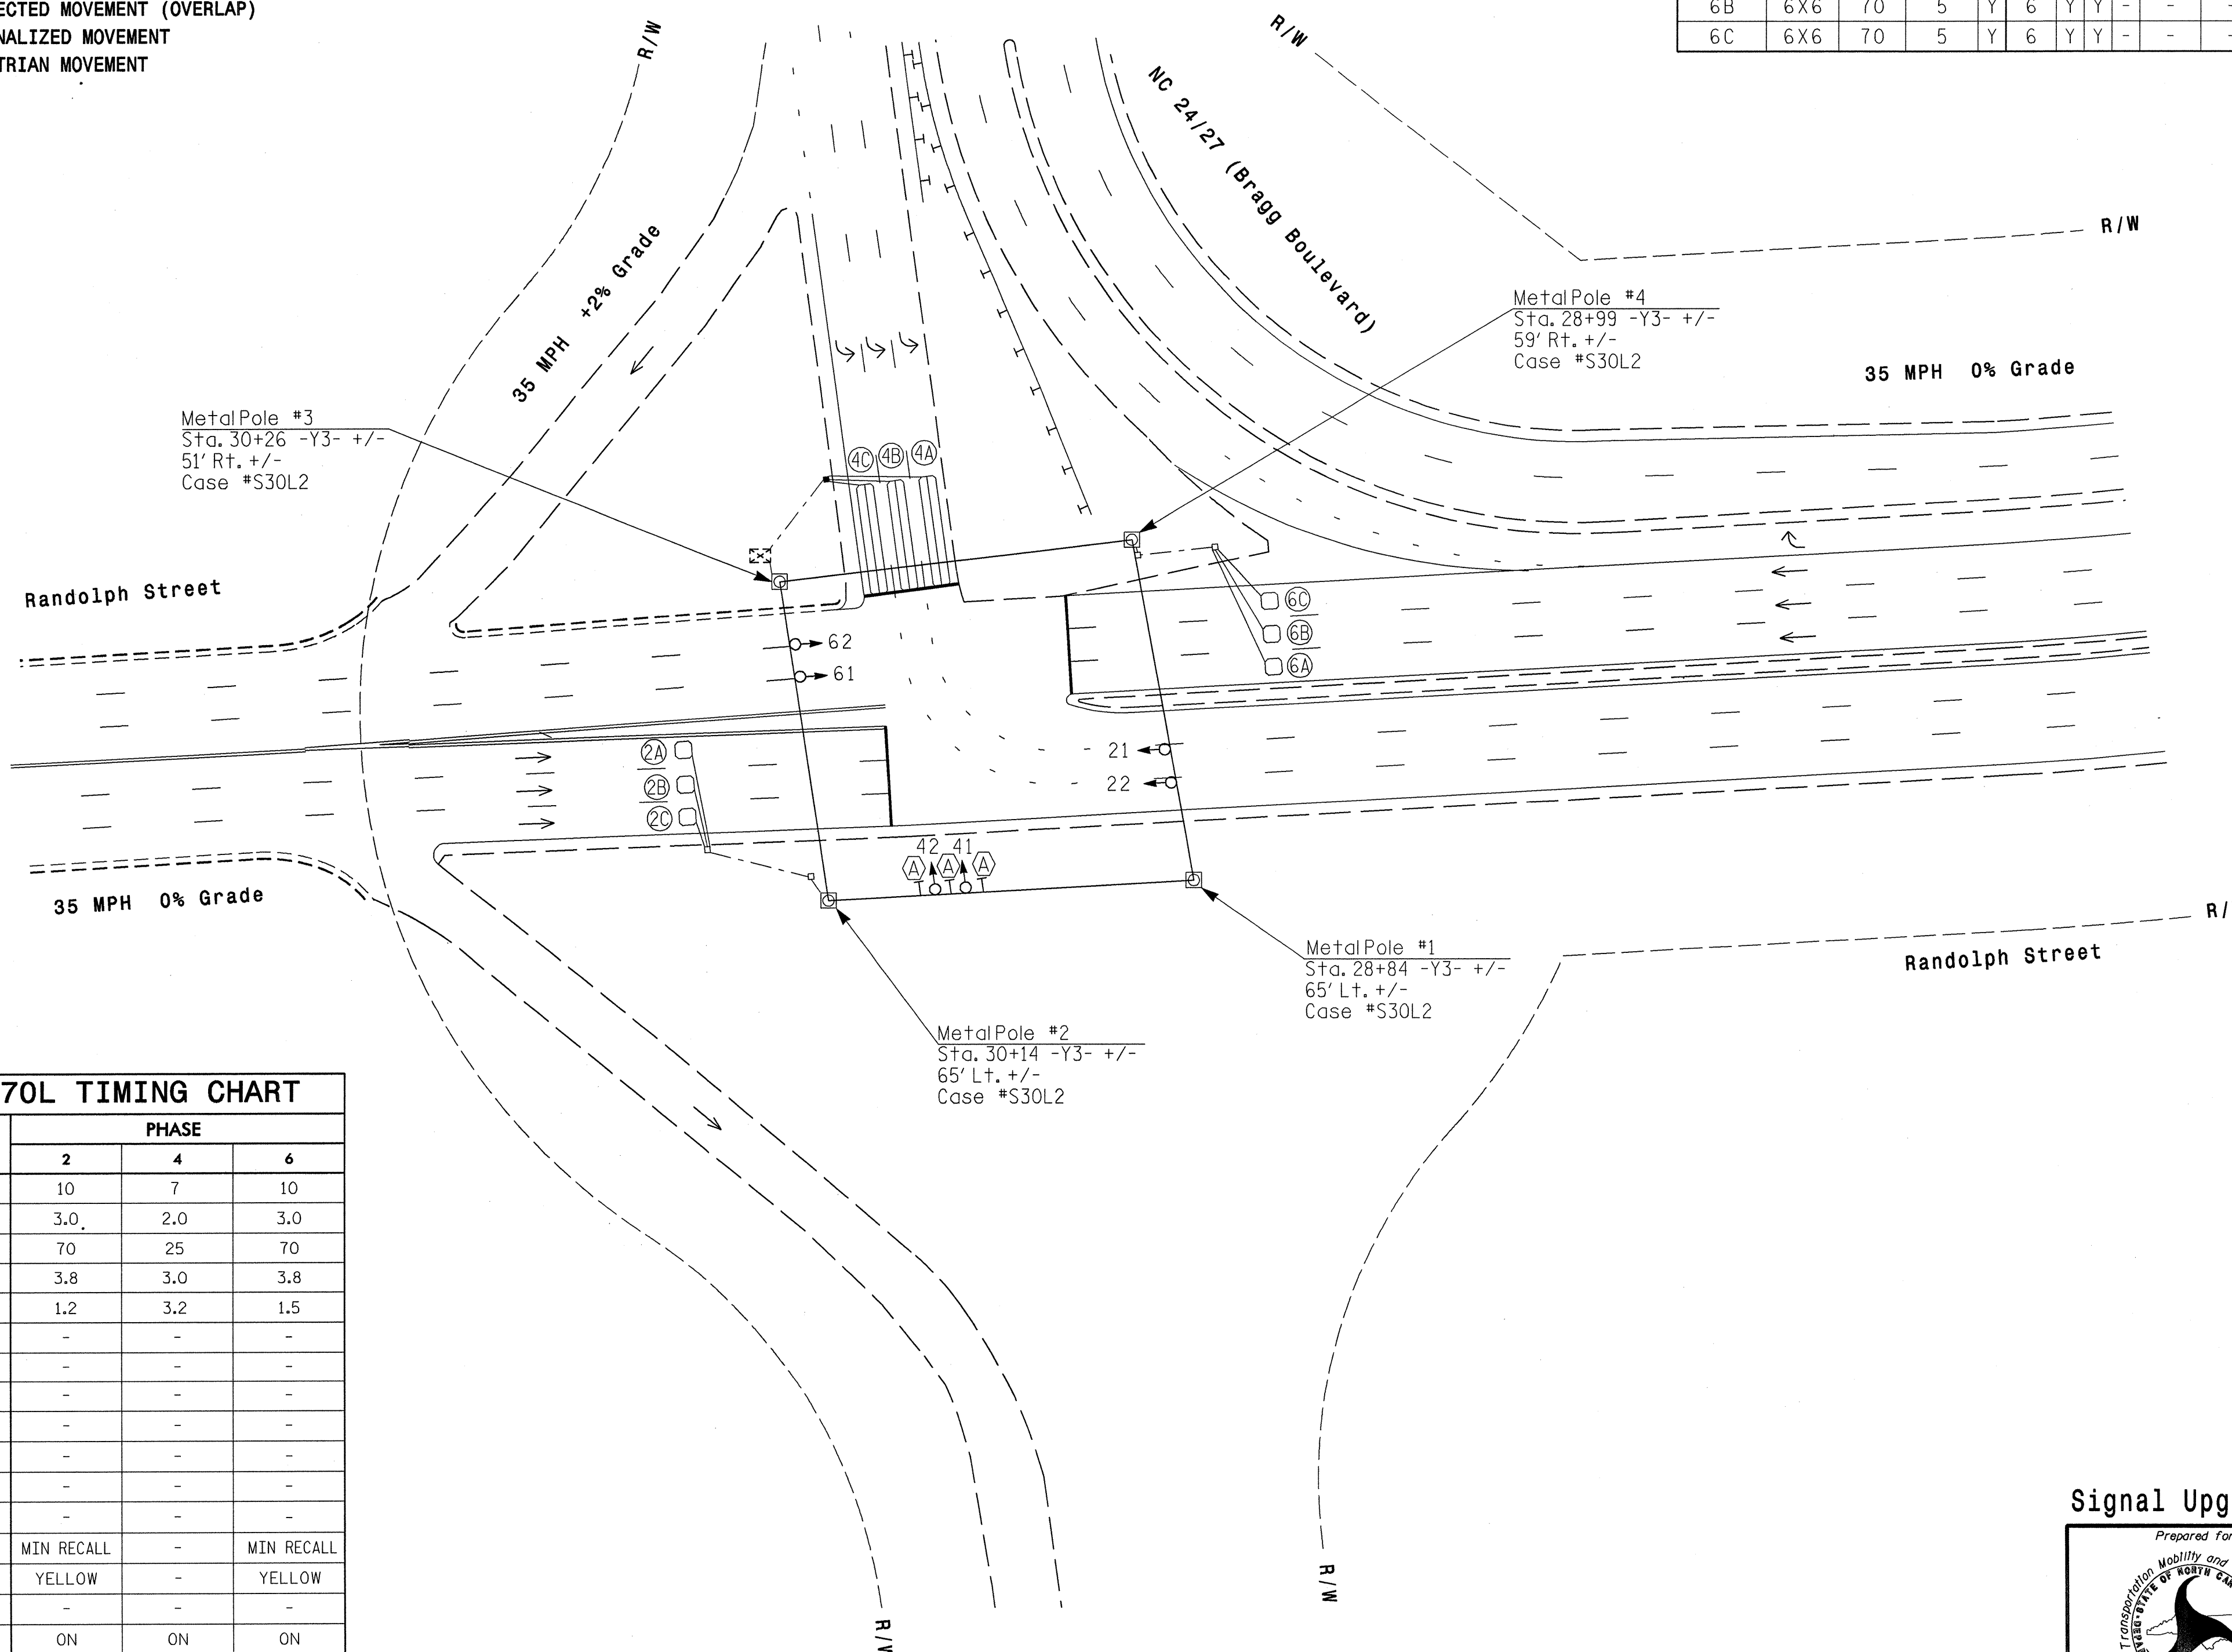 ECTED MOVEMENT (OVERLAP)
NALIZED MOVEMENT
TRIAN MOVEMENT
6B 6X6 70 5 Y 6 Y Y - - -
6C 6X6 70 5 Y 6 Y Y - - -
R/W
R/W
NC 24/27 (Bragg Boulevard)
R/W
35 MPH +2% Grade
Metal Pole #4
Sta. 28+99 -Y3- +/-
59' Rt. +/-
Case #S30L2
35 MPH 0% Grade
Metal Pole #3
Sta. 30+26 -Y3- +/-
51' Rt. +/-
Case #S30L2
4C 4B 4A
Randolph Street
6C
6B
6A
62
61
2A
2B
2C
21
22
42 41
A A A
35 MPH 0% Grade
R/
Randolph Street
Metal Pole #1
Sta. 28+84 -Y3- +/-
65' Lt. +/-
Case #S30L2
Metal Pole #2
Sta. 30+14 -Y3- +/-
65' Lt. +/-
Case #S30L2
70L TIMING CHART
PHASE
2 4 6
10 7 10
3.0 2.0 3.0
70 25 70
3.8 3.0 3.8
1.2 3.2 1.5
- - -
- - -
- - -
- - -
- - -
- - -
- - -
MIN RECALL - MIN RECALL
YELLOW - YELLOW
- - -
ON ON ON
R/W
R/W
Signal Upg
Prepared for
Transportation Mobility and
STATE OF NORTH CAR